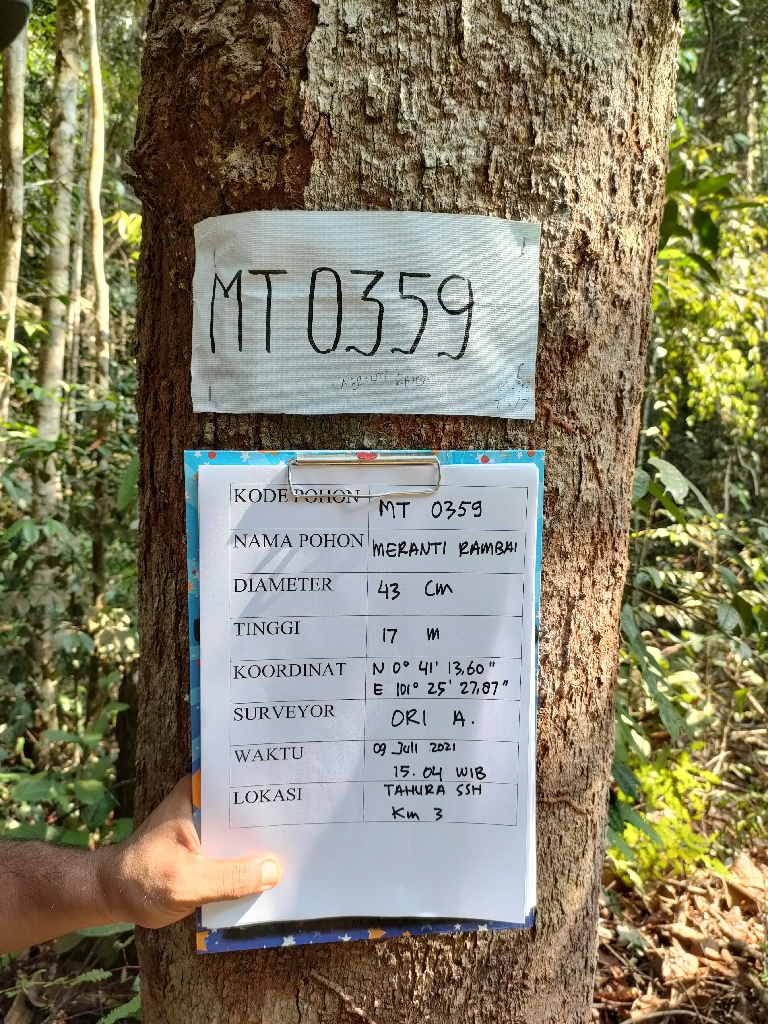 MT 0359
MERANTI
KODE POHON MT 0359
NAMA POHON MERANTI RAMBAI
DIAMETER 43 Cm
TINGGI 17 m
KOORDINAT N 0° 41' 13,60"
E 101° 25' 27,07"
SURVEYOR ORI A.
WAKTU 09 Juli 2021
15.04 WIB
LOKASI TAHURA SSH
Km 3